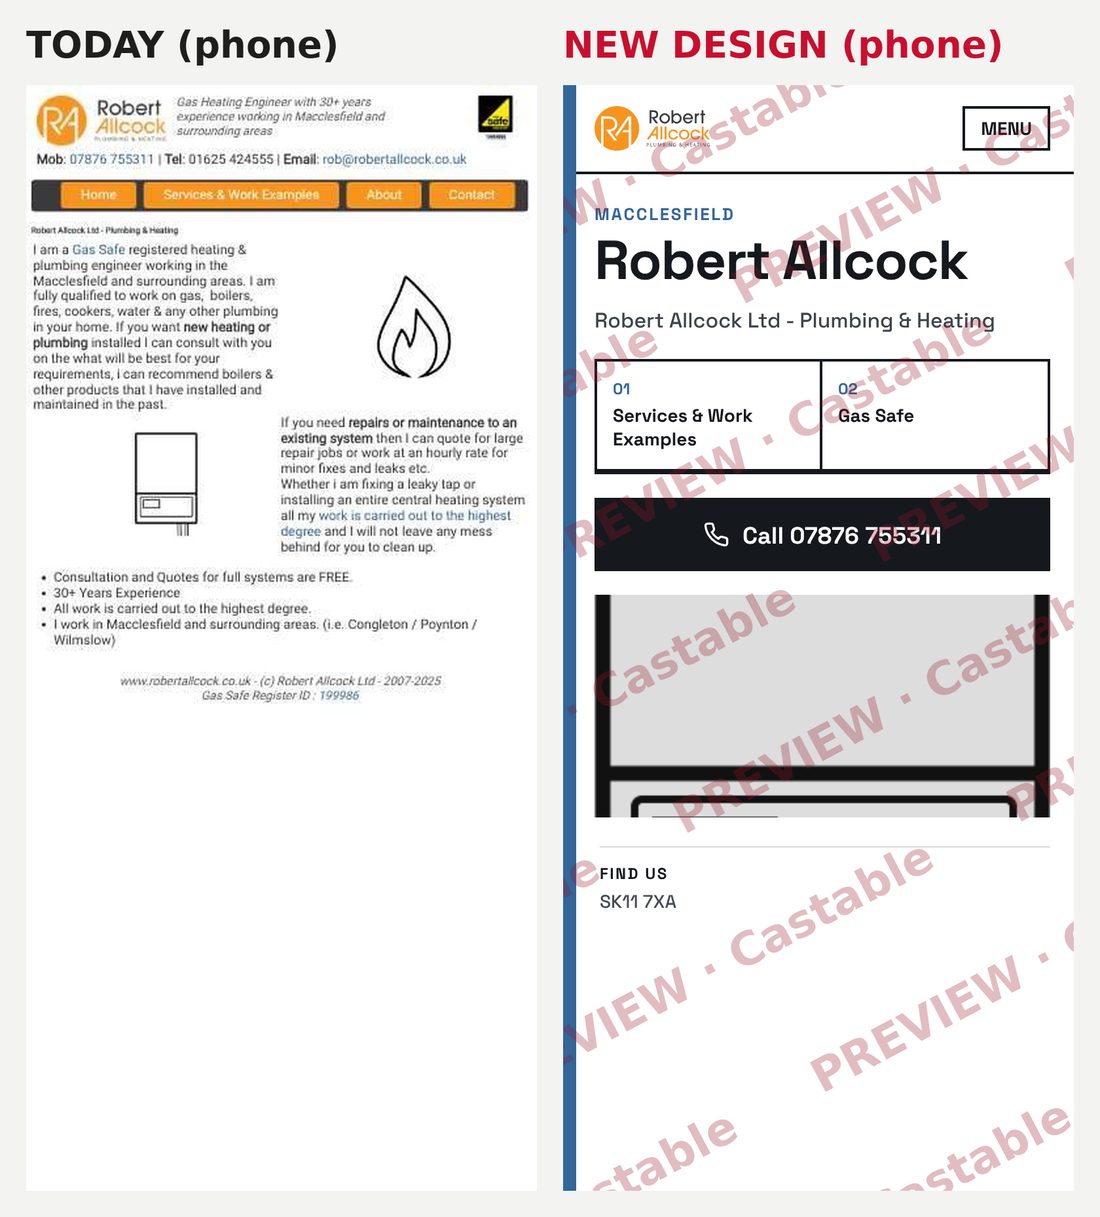 TODAY (phone)
RA
Robert
Allcock
PLUMBING & HEATING
Gas Heating Engineer with 30+ years
experience working in Macclesfield and
surrounding areas
safe
Mob: 07876 755311 | Tel: 01625 424555 | Email: rob@robertallcock.co.uk
Home
Services & Work Examples
About
Contact
Robert Allcock Ltd - Plumbing & Heating
I am a Gas Safe registered heating &
plumbing engineer working in the
Macclesfield and surrounding areas. I am
fully qualified to work on gas, boilers,
fires, cookers, water & any other plumbing
in your home. If you want new heating or
plumbing installed I can consult with you
on the what will be best for your
requirements, i can recommend boilers &
other products that I have installed and
maintained in the past.
If you need repairs or maintenance to an
existing system then I can quote for large
repair jobs or work at an hourly rate for
minor fixes and leaks etc.
Whether i am fixing a leaky tap or
installing an entire central heating system
all my work is carried out to the highest
degree and I will not leave any mess
behind for you to clean up.
• Consultation and Quotes for full systems are FREE.
• 30+ Years Experience
• All work is carried out to the highest degree.
• I work in Macclesfield and surrounding areas. (i.e. Congleton / Poynton /
Wilmslow)
www.robertallcock.co.uk - (c) Robert Allcock Ltd - 2007-2025
Gas Safe Register ID : 199986
NEW DESIGN (phone)
RA
Robert
Allcock
PLUMBING & HEATING
MENU
MACCLESFIELD
Robert Allcock
Robert Allcock Ltd - Plumbing & Heating
01
Services & Work
Examples
02
Gas Safe
Call 07876 755311
FIND US
SK11 7XA
PREVIEW · Castable
PREVIEW · Castable
PREVIEW · Castable
PREVIEW · Castable